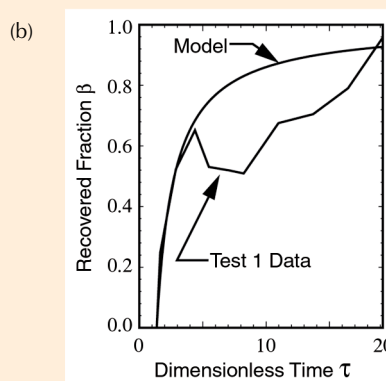 (b)
1.0
0.8
0.6
0.4
0.2
0.0
Recovered Fraction β
Model
Test 1 Data
0 10 20
Dimensionless Time τ